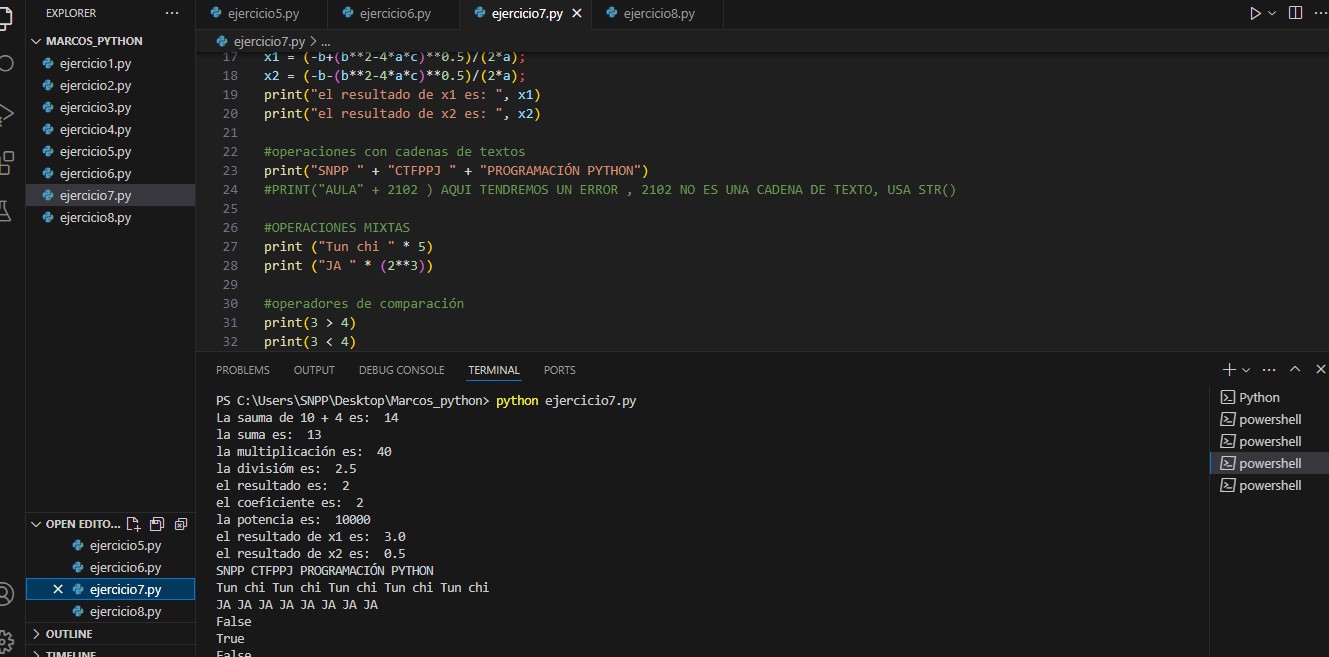 EXPLORER
MARCOS_PYTHON
ejercicio1.py
ejercicio2.py
ejercicio3.py
ejercicio4.py
ejercicio5.py
ejercicio6.py
ejercicio7.py
ejercicio8.py
OPEN EDITO...
ejercicio5.py
ejercicio6.py
ejercicio7.py
ejercicio8.py
OUTLINE
TIMELINE
ejercicio5.py ejercicio6.py ejercicio7.py ejercicio8.py
ejercicio7.py > ...
17 x1 = (-b+(b**2-4*a*c)**0.5)/(2*a);
18 x2 = (-b-(b**2-4*a*c)**0.5)/(2*a);
19 print("el resultado de x1 es: ", x1)
20 print("el resultado de x2 es: ", x2)
21
22 #operaciones con cadenas de textos
23 print("SNPP " + "CTFPPJ " + "PROGRAMACIÓN PYTHON")
24 #PRINT("AULA" + 2102 ) AQUI TENDREMOS UN ERROR , 2102 NO ES UNA CADENA DE TEXTO, USA STR()
25
26 #OPERACIONES MIXTAS
27 print ("Tun chi " * 5)
28 print ("JA " * (2**3))
29
30 #operadores de comparación
31 print(3 > 4)
32 print(3 < 4)
PROBLEMS OUTPUT DEBUG CONSOLE TERMINAL PORTS
PS C:\Users\SNPP\Desktop\Marcos_python> python ejercicio7.py
La sauma de 10 + 4 es:  14
la suma es:  13
la multiplicación es:  40
la divisióm es:  2.5
el resultado es:  2
el coeficiente es:  2
la potencia es:  10000
el resultado de x1 es:  3.0
el resultado de x2 es:  0.5
SNPP CTFPPJ PROGRAMACIÓN PYTHON
Tun chi Tun chi Tun chi Tun chi Tun chi
JA JA JA JA JA JA JA JA
False
True
False
Python
powershell
powershell
powershell
powershell